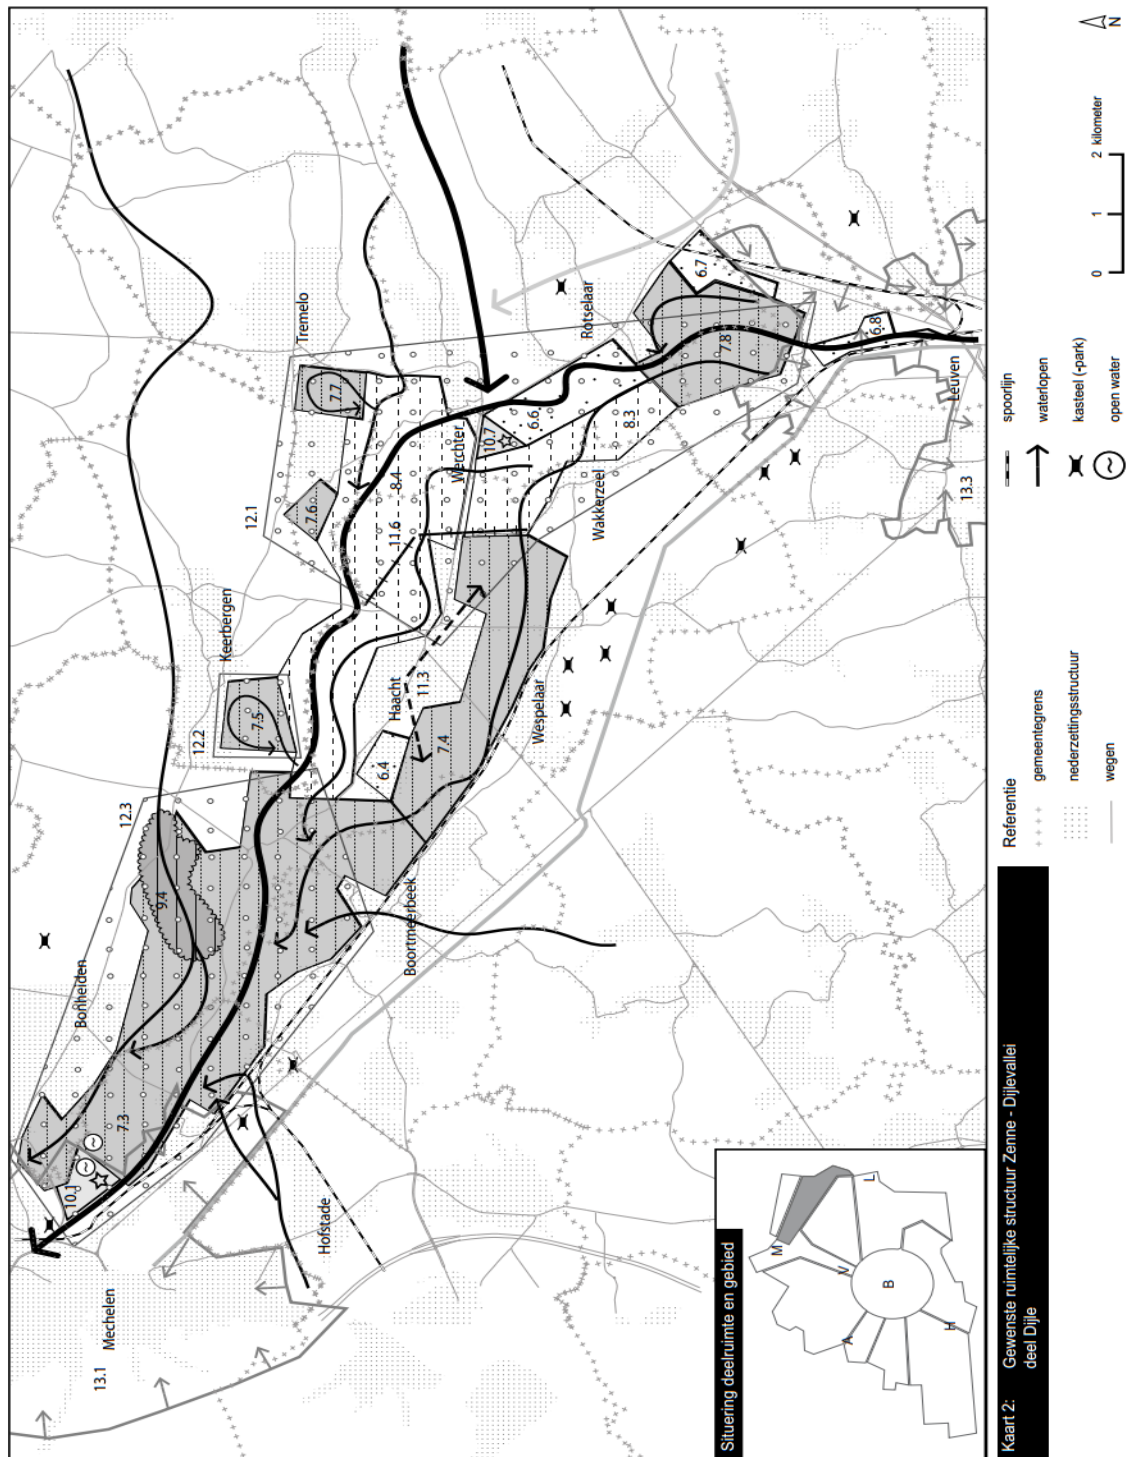 Mechelen
13.1
Hofstade
10.1
7.3
Bonheiden
9.4
12.3
Boortmeerbeek
12.2
Keerbergen
7.5
6.4
Haacht
11.3
7.4
Wespelaar
12.1
7.6
Tremelo
7.7
8.4
11.6
Werchter
10.7
6.6
8.3
Wakkerzeel
Rotselaar
6.7
7.8
6.8
Leuven
13.3
Situering deelruimte en gebied
M
V
L
B
A
H
Kaart 2: Gewenste ruimtelijke structuur Zenne - Dijlevallei
deel Dijle
Referentie
gemeentegrens
nederzettingsstructuur
wegen
spoorlijn
waterlopen
kasteel (-park)
open water
0 1 2 kilometer
N